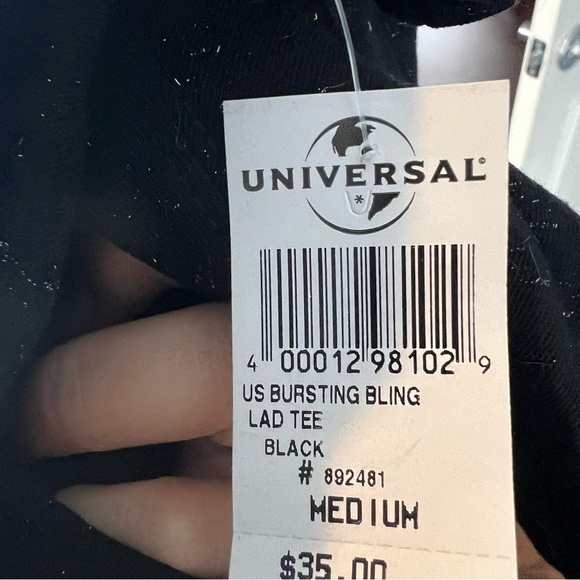 UNIVERSAL©
4 00012 98102 9
US BURSTING BLING
LAD TEE
BLACK
# 892481
MEDIUM
$35.00